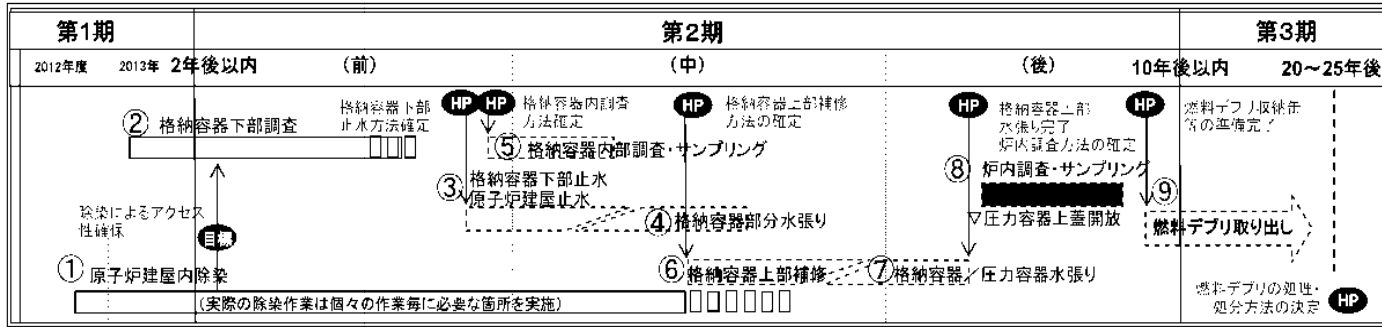 第1期
第2期
第3期
2012年度
2013年
2年後以内
(前)
(中)
(後)
10年後以内
20～25年後
② 格納容器下部調査
格納容器下部
止水方法確定
HP
HP
格納容器内調査
方法確定
⑤ 格納容器内部調査・サンプリング
HP
格納容器上部補修
方法の確定
HP
格納容器上部
水張り完了
炉内調査方法の確定
HP
燃料デブリ収納缶
等の準備完了
③ 格納容器下部止水
原子炉建屋止水
④ 格納容器部分水張り
⑧ 炉内調査・サンプリング
▽圧力容器上蓋開放
⑨
燃料デブリ取り出し
除染によるアクセス
性確保
目標
① 原子炉建屋内除染
(実際の除染作業は個々の作業毎に必要な箇所を実施)
⑥ 格納容器上部補修
⑦ 格納容器／圧力容器水張り
燃料デブリの処理・
処分方法の決定
HP